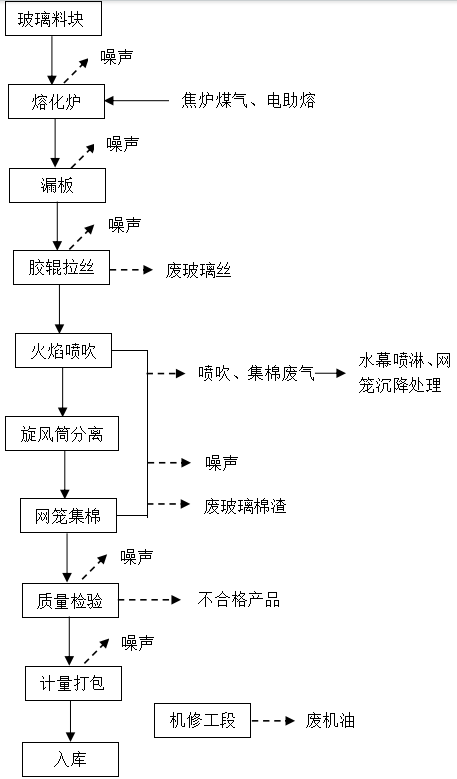 玻璃料块
噪声
熔化炉
焦炉煤气、电助熔
噪声
漏板
噪声
胶辊拉丝
废玻璃丝
火焰喷吹
喷吹、集棉废气
水幕喷淋、网
笼沉降处理
旋风筒分离
噪声
废玻璃棉渣
网笼集棉
噪声
质量检验
不合格产品
噪声
计量打包
机修工段
废机油
入库